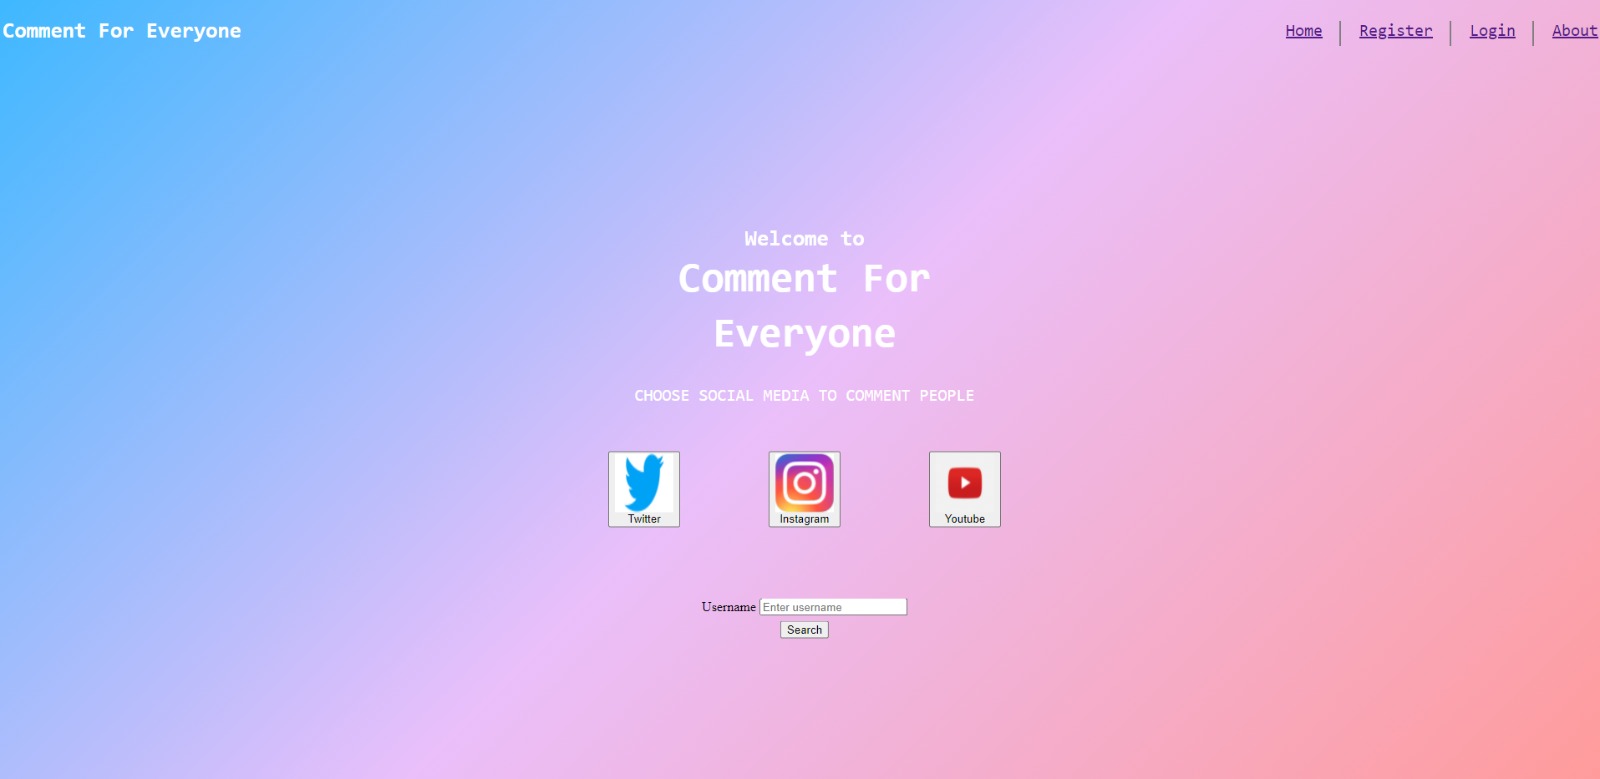 Comment For Everyone
Home
Register
Login
About
Welcome to
Comment For
Everyone
CHOOSE SOCIAL MEDIA TO COMMENT PEOPLE
Twitter
Instagram
Youtube
Username Enter username
Search